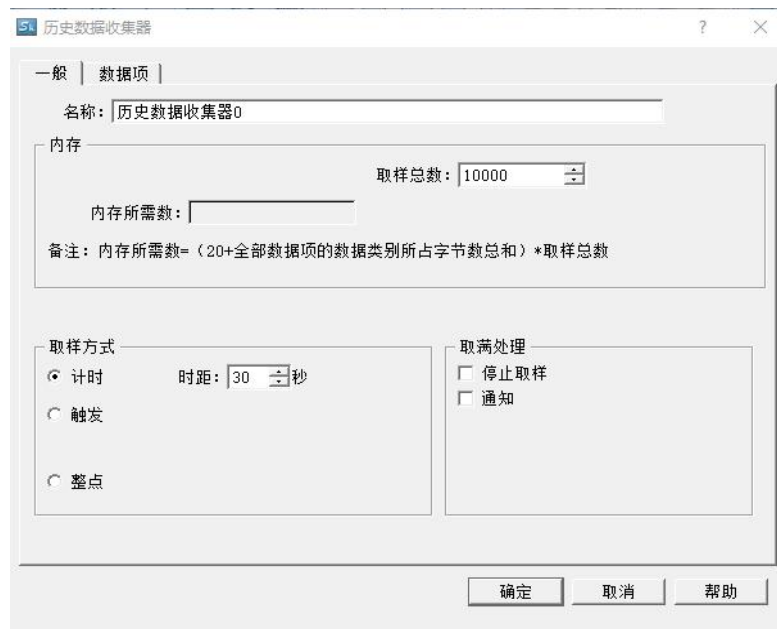 SK 历史数据收集器 ?
一般 数据项
名称: 历史数据收集器0
内存
取样总数: 10000
内存所需数:
备注: 内存所需数=（20+全部数据项的数据类别所占字节数总和）*取样总数
取样方式 取满处理
计时 时距: 30 秒 停止取样
触发 通知
整点
确定 取消 帮助